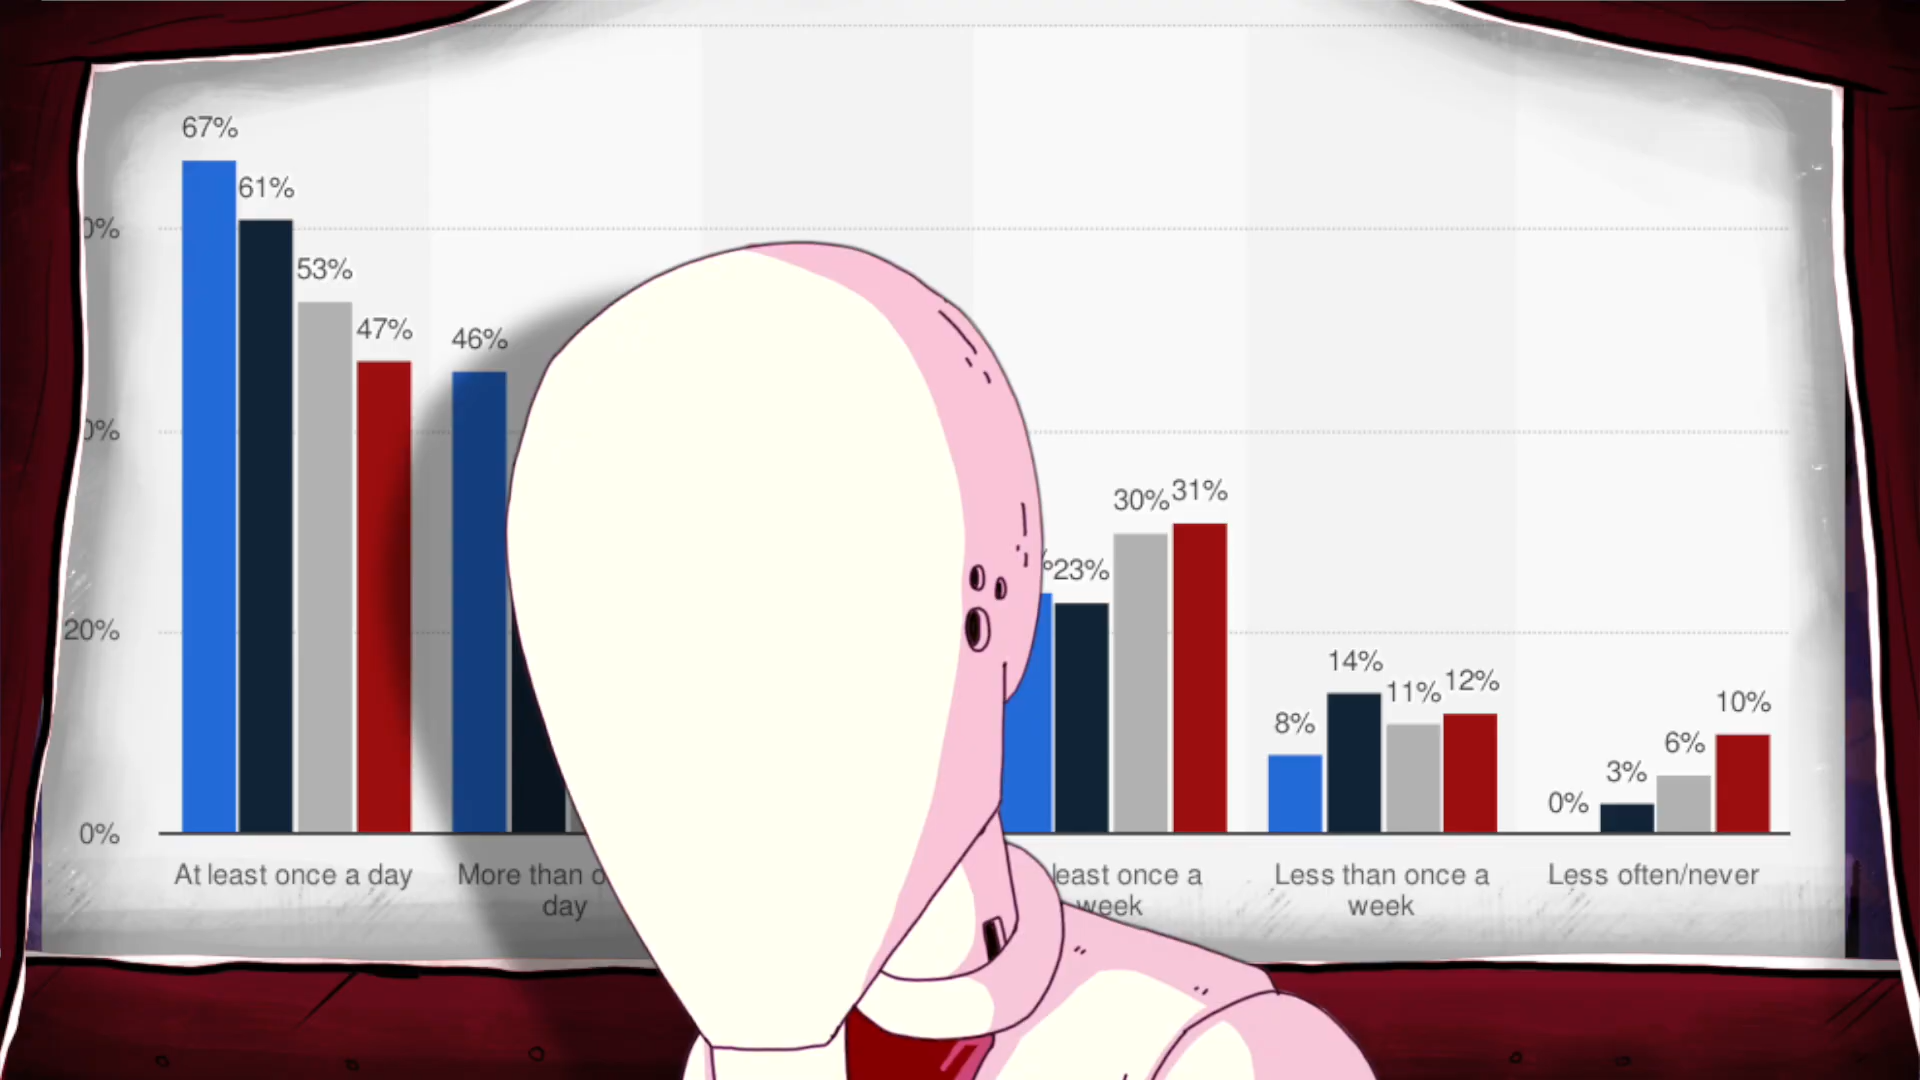 67%
61%
0%
53%
47%
46%
0%
30%
31%
23%
20%
14%
11%
12%
8%
10%
6%
3%
0%
0%
At least once a day
More than
day
least once a
week
Less than once a
week
Less often/never